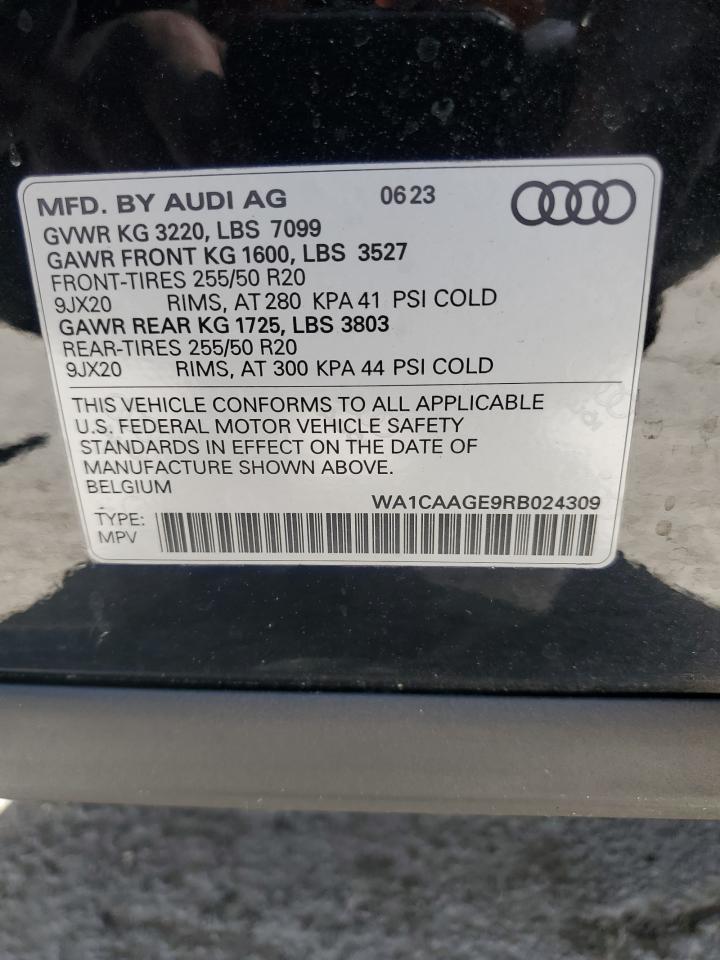 MFD. BY AUDI AG 0623
GVWR KG 3220, LBS 7099
GAWR FRONT KG 1600, LBS 3527
FRONT-TIRES 255/50 R20
9JX20 RIMS, AT 280 KPA 41 PSI COLD
GAWR REAR KG 1725, LBS 3803
REAR-TIRES 255/50 R20
9JX20 RIMS, AT 300 KPA 44 PSI COLD
THIS VEHICLE CONFORMS TO ALL APPLICABLE
U.S. FEDERAL MOTOR VEHICLE SAFETY
STANDARDS IN EFFECT ON THE DATE OF
MANUFACTURE SHOWN ABOVE.
BELGIUM
WA1CAAGE9RB024309
TYPE:
MPV